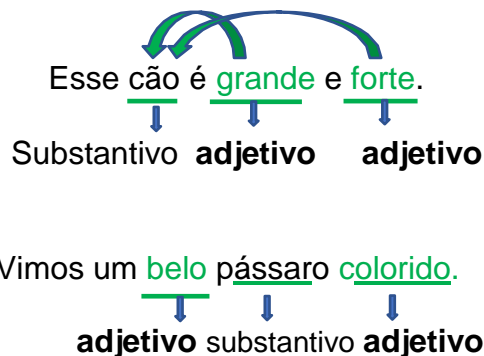 Esse cão é grande e forte.
Substantivo adjetivo adjetivo
Vimos um belo pássaro colorido.
adjetivo substantivo adjetivo